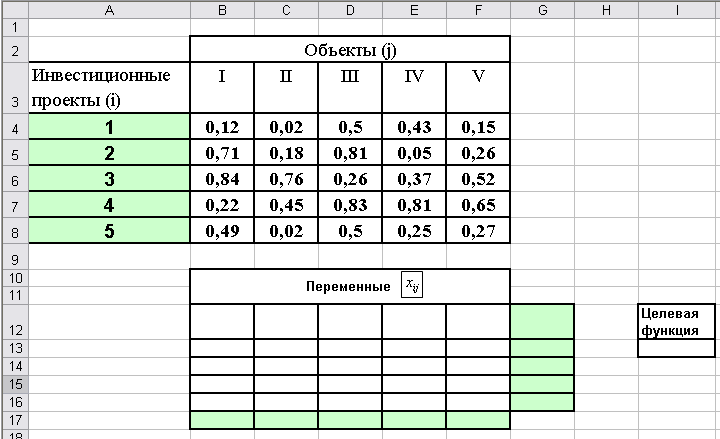 A B C D E F G H I
1
2 Объекты (j)
Инвестиционные I II III IV V
3 проекты (i)
4 1 0,12 0,02 0,5 0,43 0,15
5 2 0,71 0,18 0,81 0,05 0,26
6 3 0,84 0,76 0,26 0,37 0,52
7 4 0,22 0,45 0,83 0,81 0,65
8 5 0,49 0,02 0,5 0,25 0,27
9
10
Переменные xij
11
Целевая
12 функция
13
14
15
16
17
18